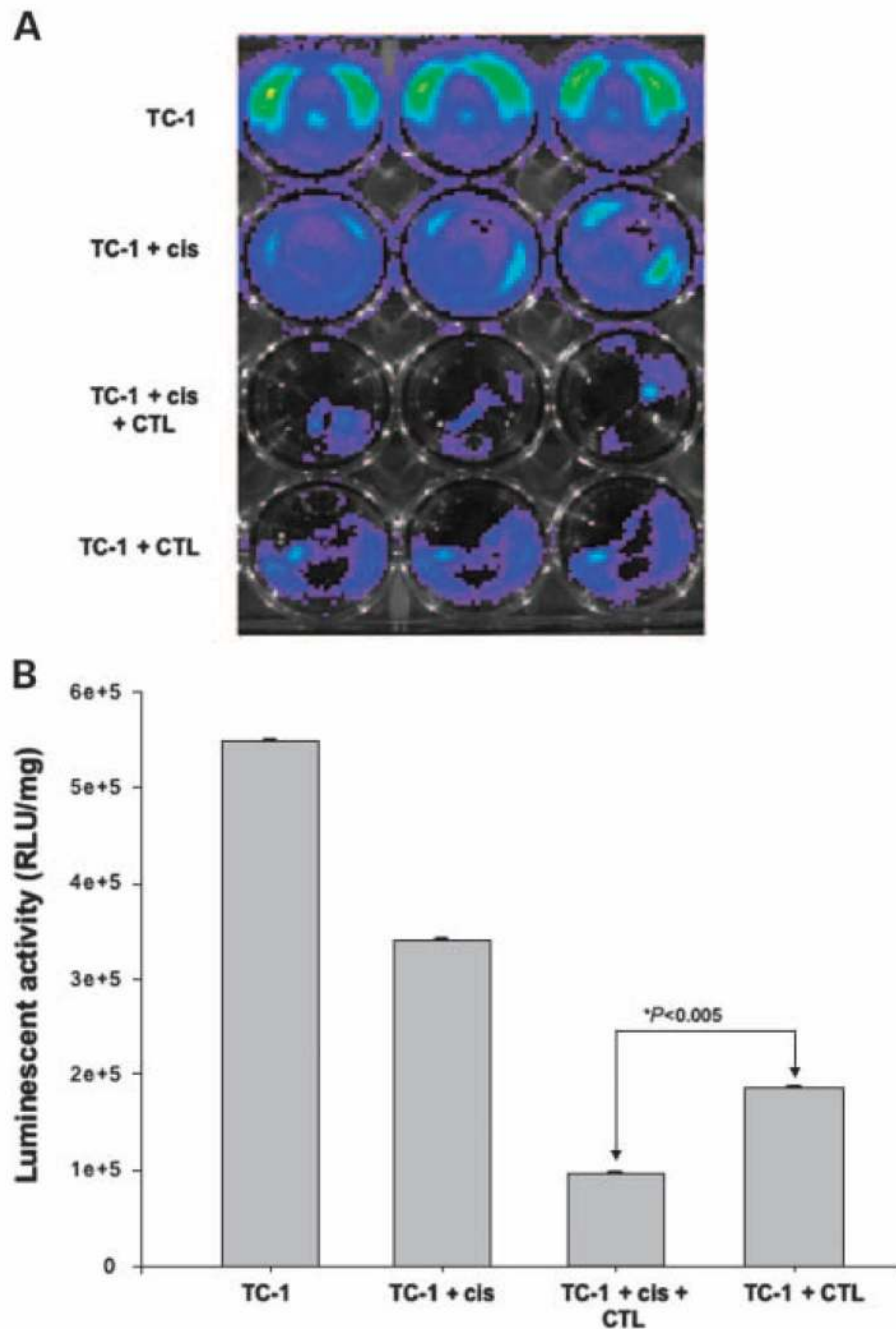 A
TC-1
TC-1 + cis
TC-1 + cis
+ CTL
TC-1 + CTL
B
Luminescent activity (RLU/mg)
6e+5
5e+5
4e+5
3e+5
2e+5
1e+5
0
*P<0.005
TC-1
TC-1 + cis
TC-1 + cis +
CTL
TC-1 + CTL